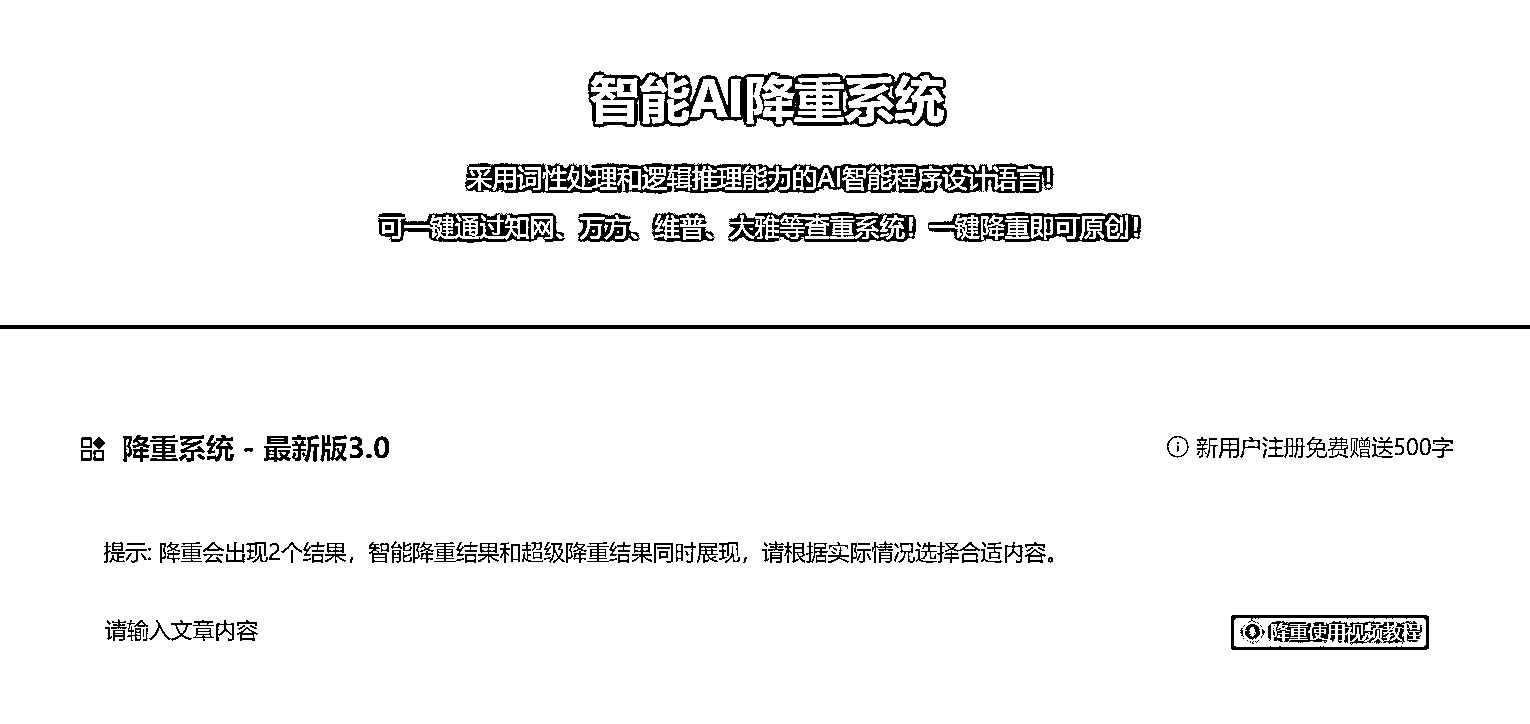 智能AI降重系统
采用词性处理和逻辑推理能力的AI智能程序设计语言!
可一键通过知网、万方、维普、大雅等查重系统! 一键降重即可原创!
降重系统 - 最新版3.0
新用户注册免费赠送500字
提示: 降重会出现2个结果，智能降重结果和超级降重结果同时展现，请根据实际情况选择合适内容。
请输入文章内容
降重使用视频教程